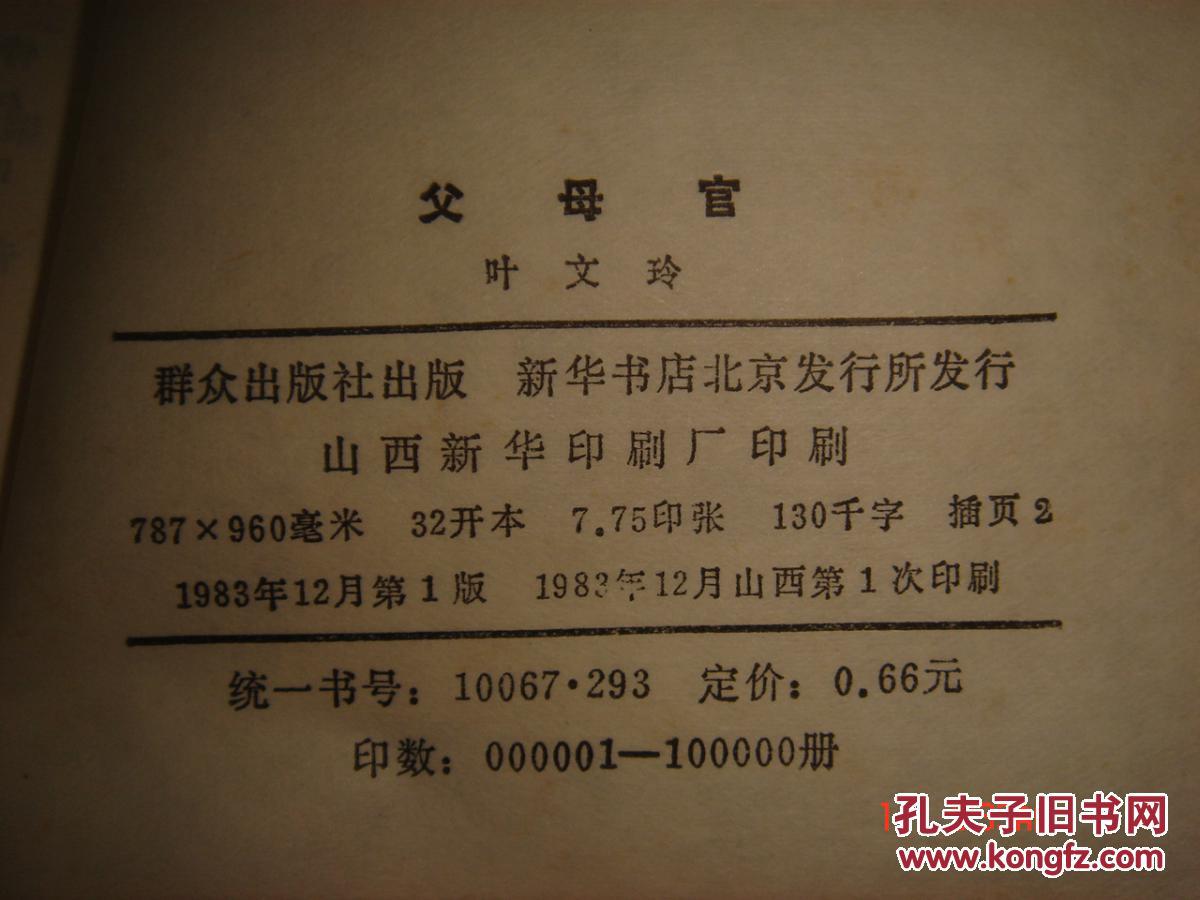 父母官
叶文玲
群众出版社出版 新华书店北京发行所发行
山西新华印刷厂印刷
787×960毫米 32开本 7.75印张 130千字 插页2
1983年12月第1版 1983年12月山西第1次印刷
统一书号：10067·293 定价：0.66元
印数：000001—100000册
孔夫子旧书网
www.kongfz.com